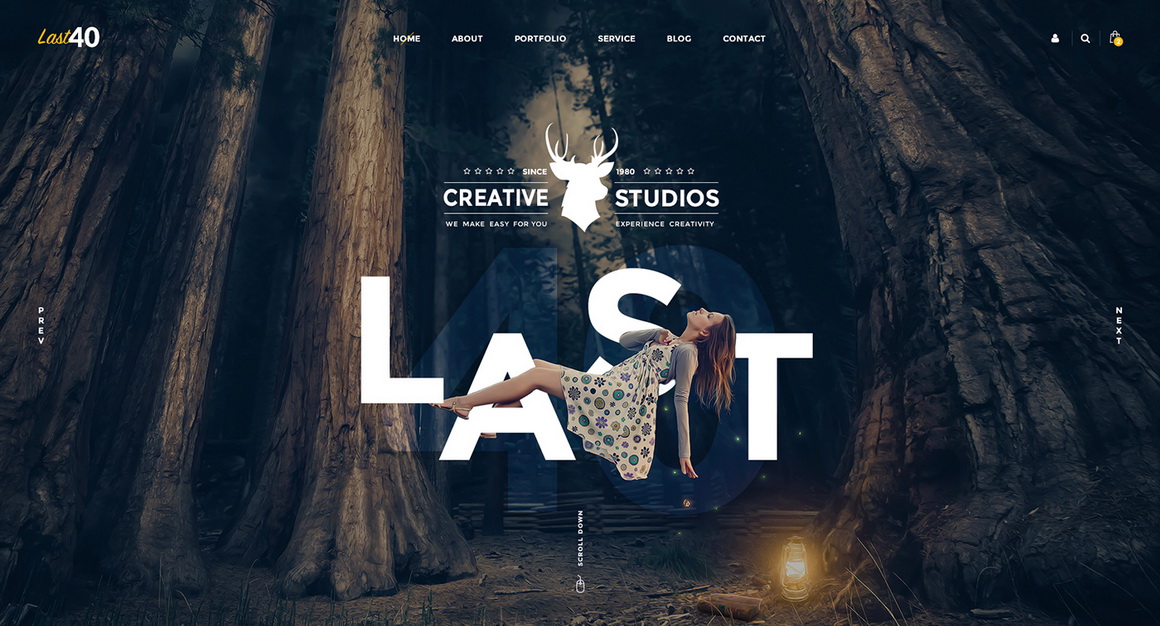 Last40
HOME ABOUT PORTFOLIO SERVICE BLOG CONTACT
3
SINCE 1980
CREATIVE STUDIOS
WE MAKE EASY FOR YOU EXPERIENCE CREATIVITY
40
LAST
PREV
NEXT
SCROLL DOWN